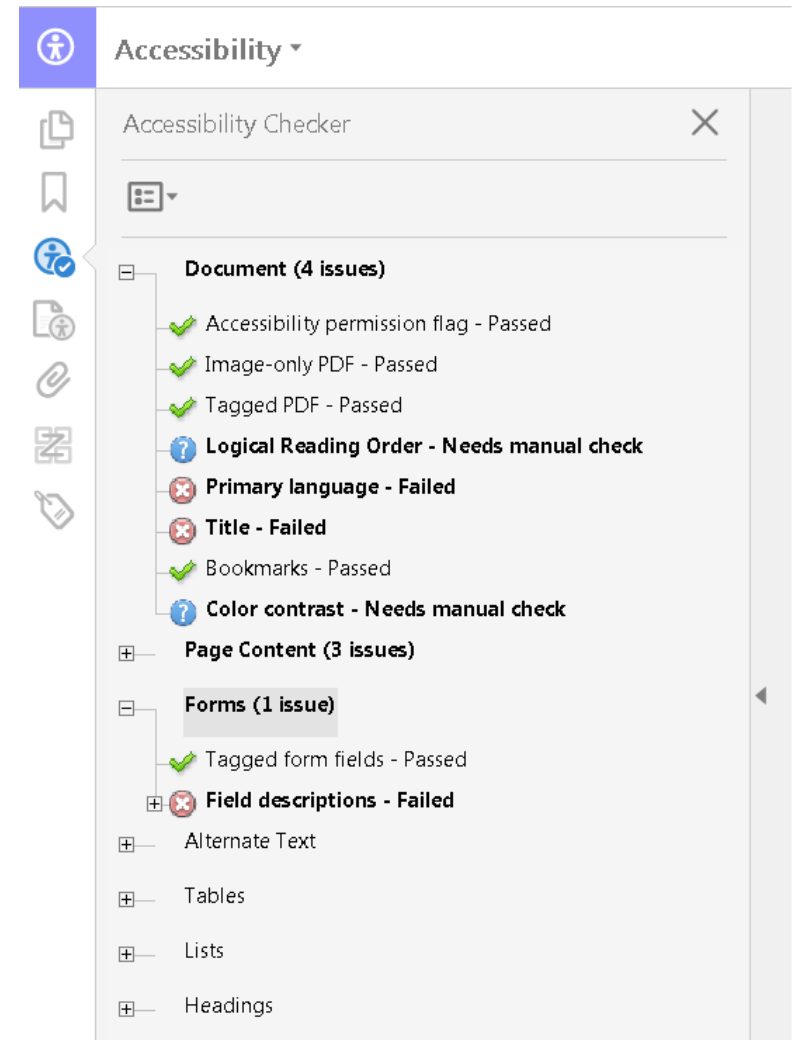 Accessibility
Accessibility Checker
Document (4 issues)
Accessibility permission flag - Passed
Image-only PDF - Passed
Tagged PDF - Passed
Logical Reading Order - Needs manual check
Primary language - Failed
Title - Failed
Bookmarks - Passed
Color contrast - Needs manual check
Page Content (3 issues)
Forms (1 issue)
Tagged form fields - Passed
Field descriptions - Failed
Alternate Text
Tables
Lists
Headings